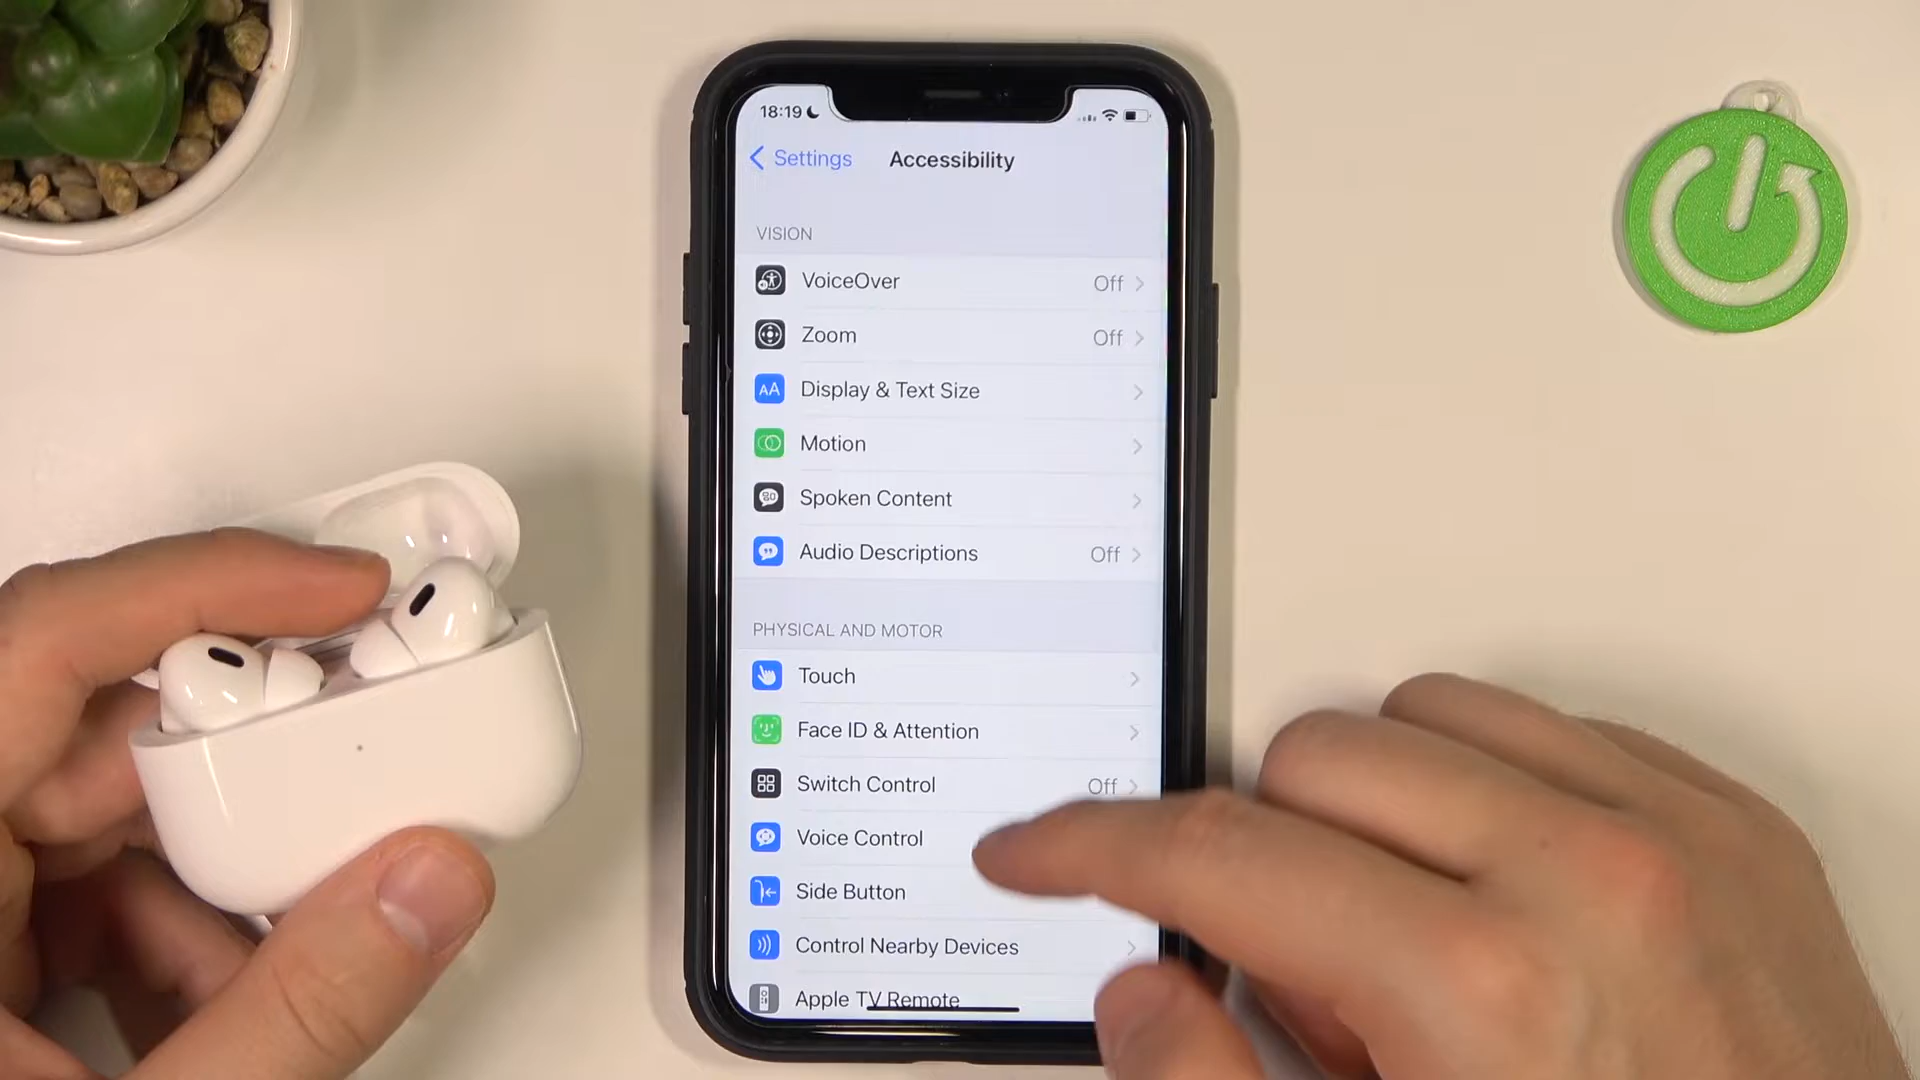 18:19
Settings
Accessibility
VISION
VoiceOver
Off
Zoom
Off
Display & Text Size
Motion
Spoken Content
Audio Descriptions
Off
PHYSICAL AND MOTOR
Touch
Face ID & Attention
Switch Control
Off
Voice Control
Side Button
Control Nearby Devices
Apple TV Remote